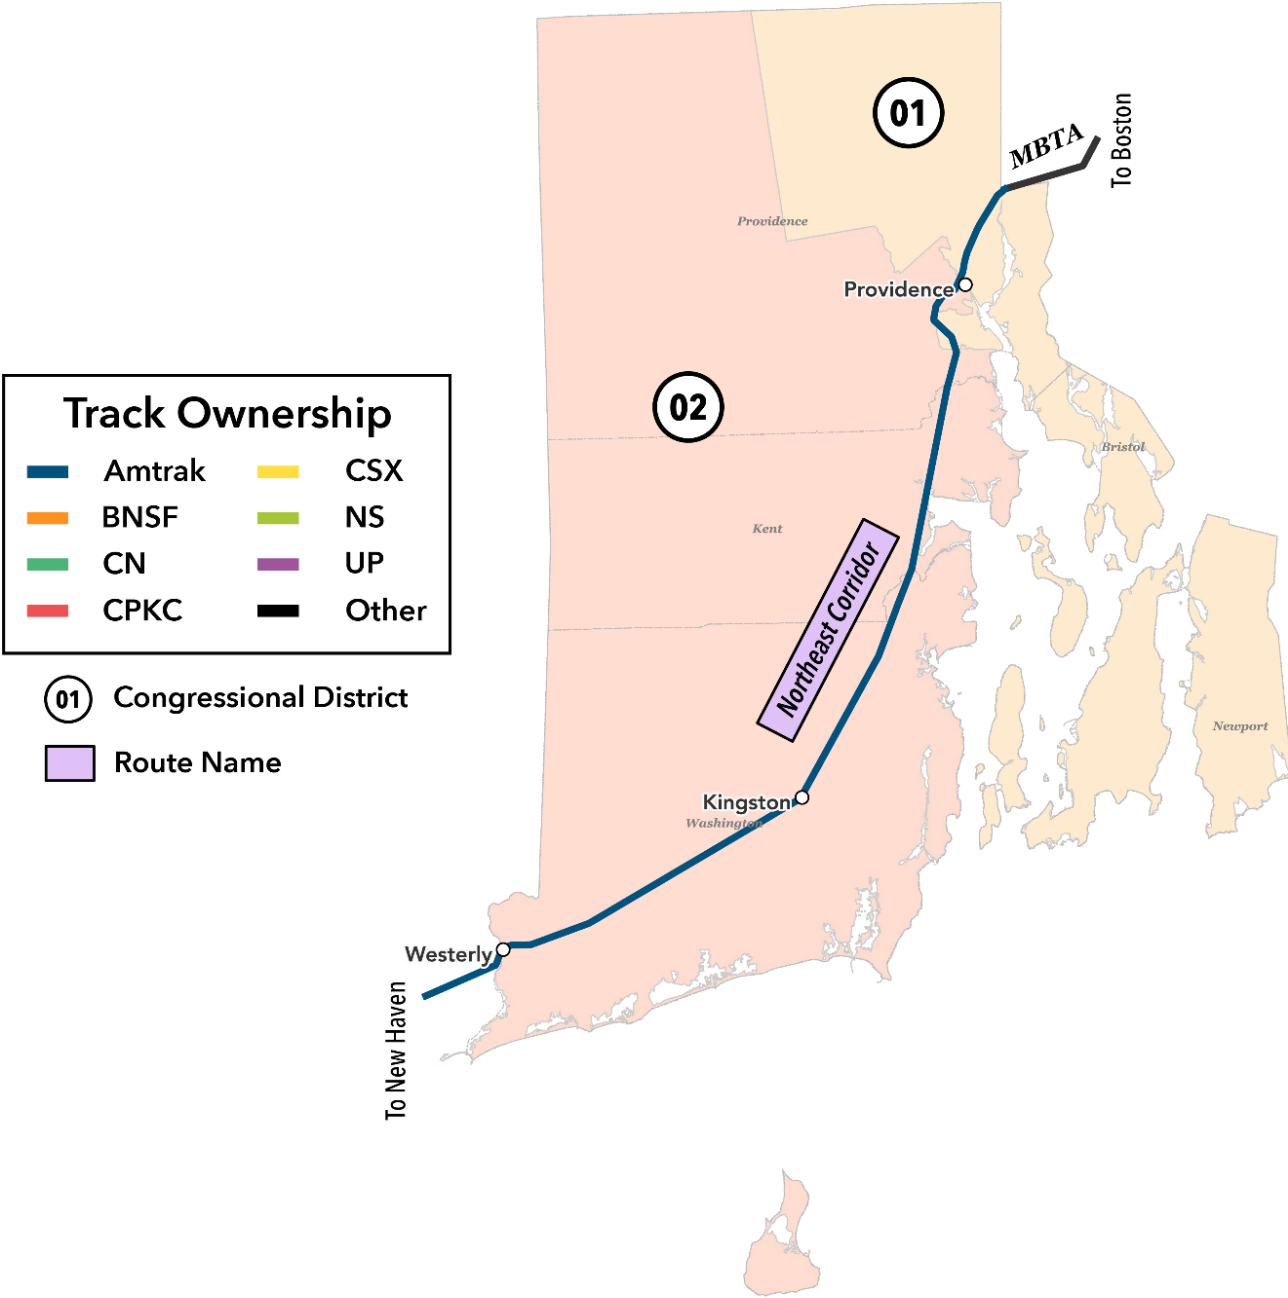 01
MBTA
To Boston
Providence
Providence
Track Ownership
Amtrak
CSX
BNSF
NS
CN
UP
CPKC
Other
02
Bristol
Kent
Northeast Corridor
01
Congressional District
Route Name
Newport
Kingston
Washington
Westerly
To New Haven